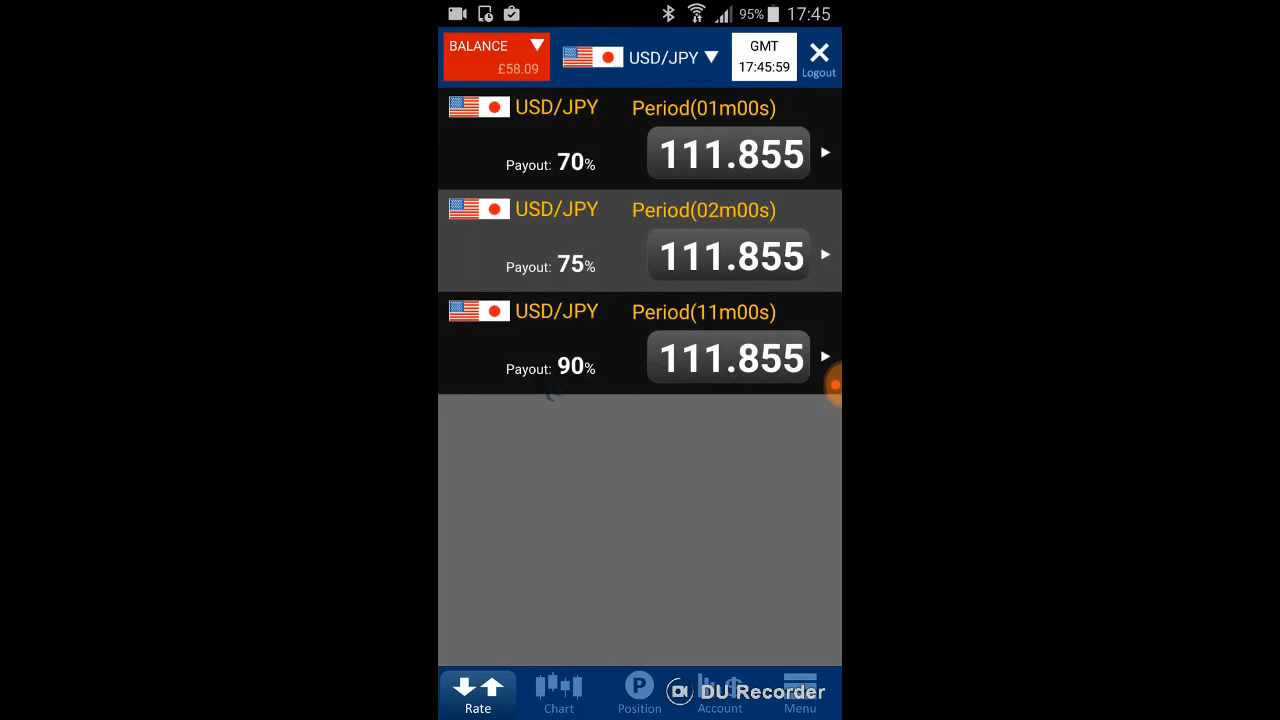 95% 17:45
BALANCE
£58.09
USD/JPY
GMT
17:45:59
Logout
USD/JPY Period(01m00s)
Payout: 70% 111.855
USD/JPY Period(02m00s)
Payout: 75% 111.855
USD/JPY Period(11m00s)
Payout: 90% 111.855
P
DU Recorder
Rate Chart Position Account Menu